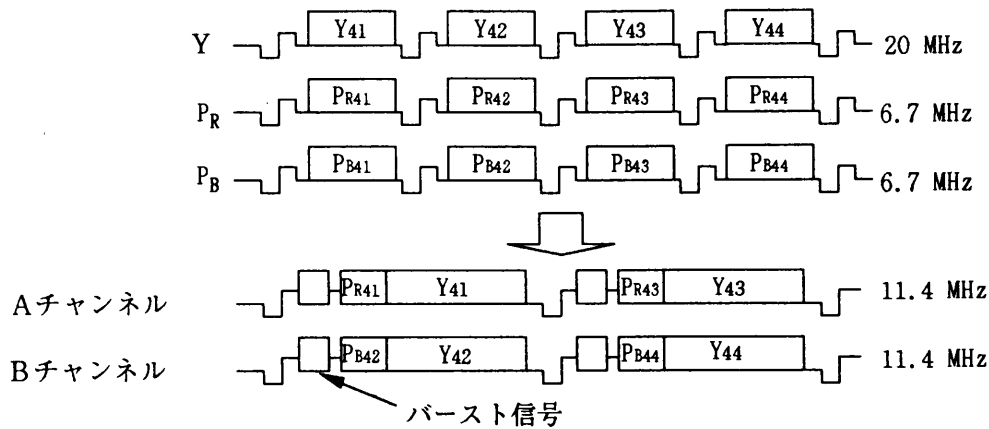 Y Y41 Y42 Y43 Y44 20 MHz
PR PR41 PR42 PR43 PR44 6.7 MHz
PB PB41 PB42 PB43 PB44 6.7 MHz
Aチャンネル PR41 Y41 PR43 Y43 11.4 MHz
Bチャンネル PB42 Y42 PB44 Y44 11.4 MHz
バースト信号